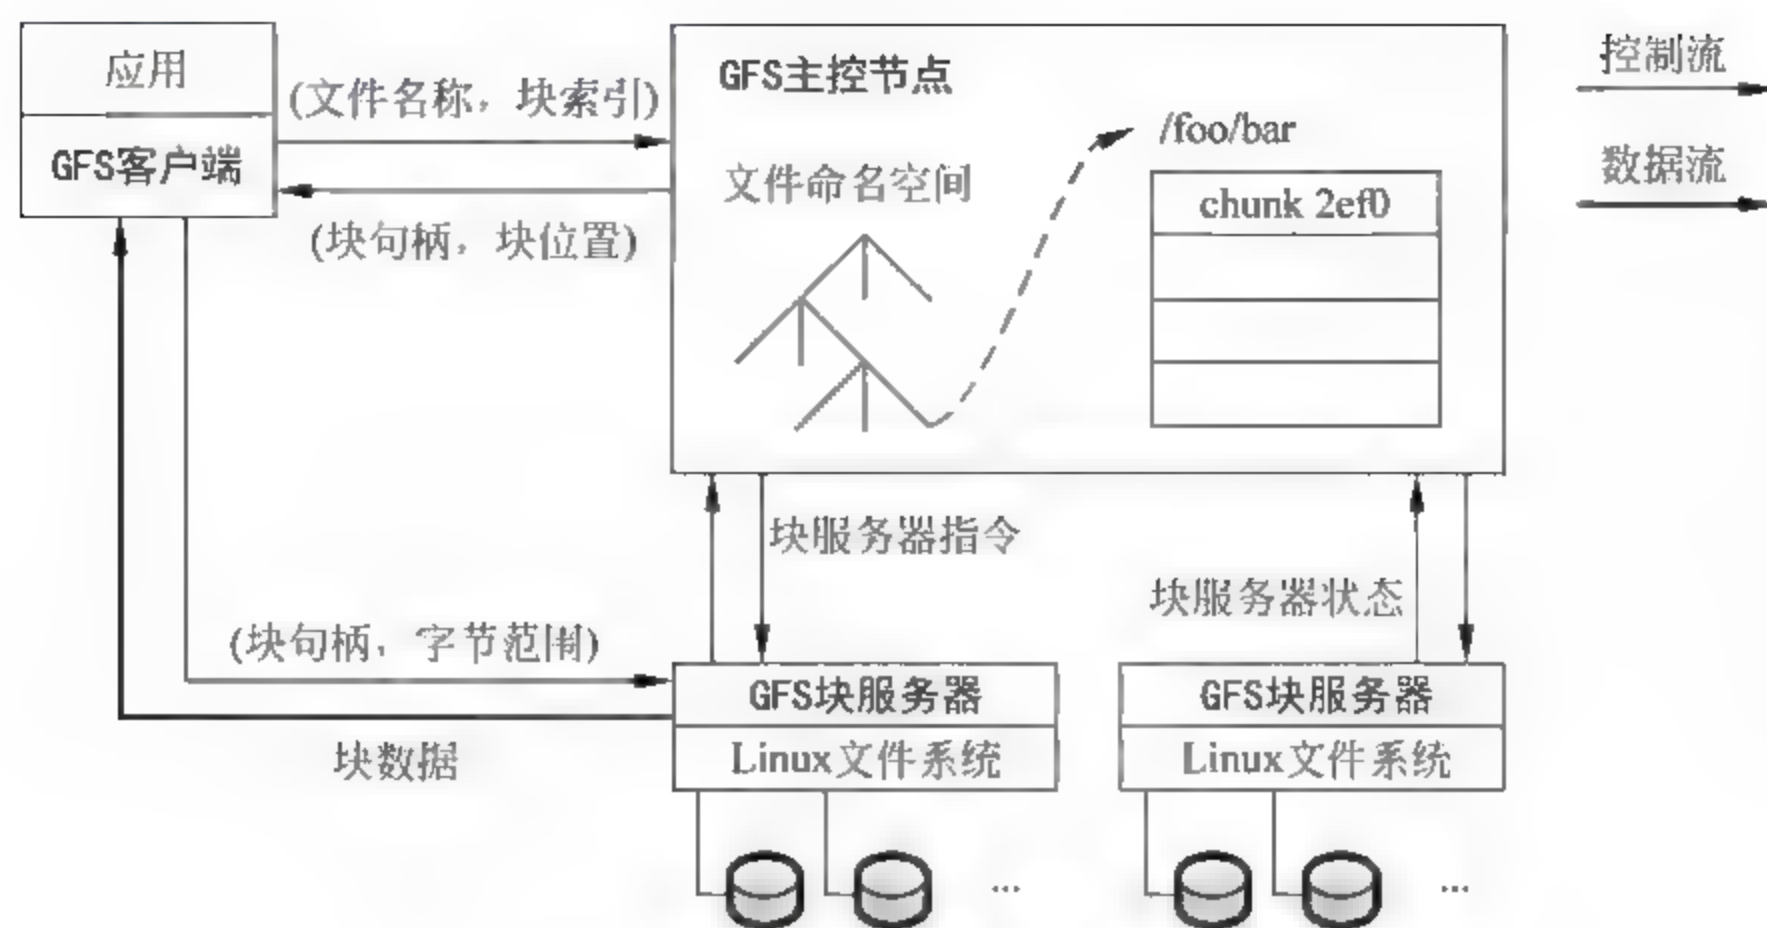 应用
GFS客户端
(文件名称，块索引)
(块句柄，块位置)
GFS主控节点
文件命名空间
/foo/bar
chunk 2ef0
控制流
数据流
块服务器指令
块服务器状态
(块句柄，字节范围)
块数据
GFS块服务器
Linux文件系统
...
GFS块服务器
Linux文件系统
...